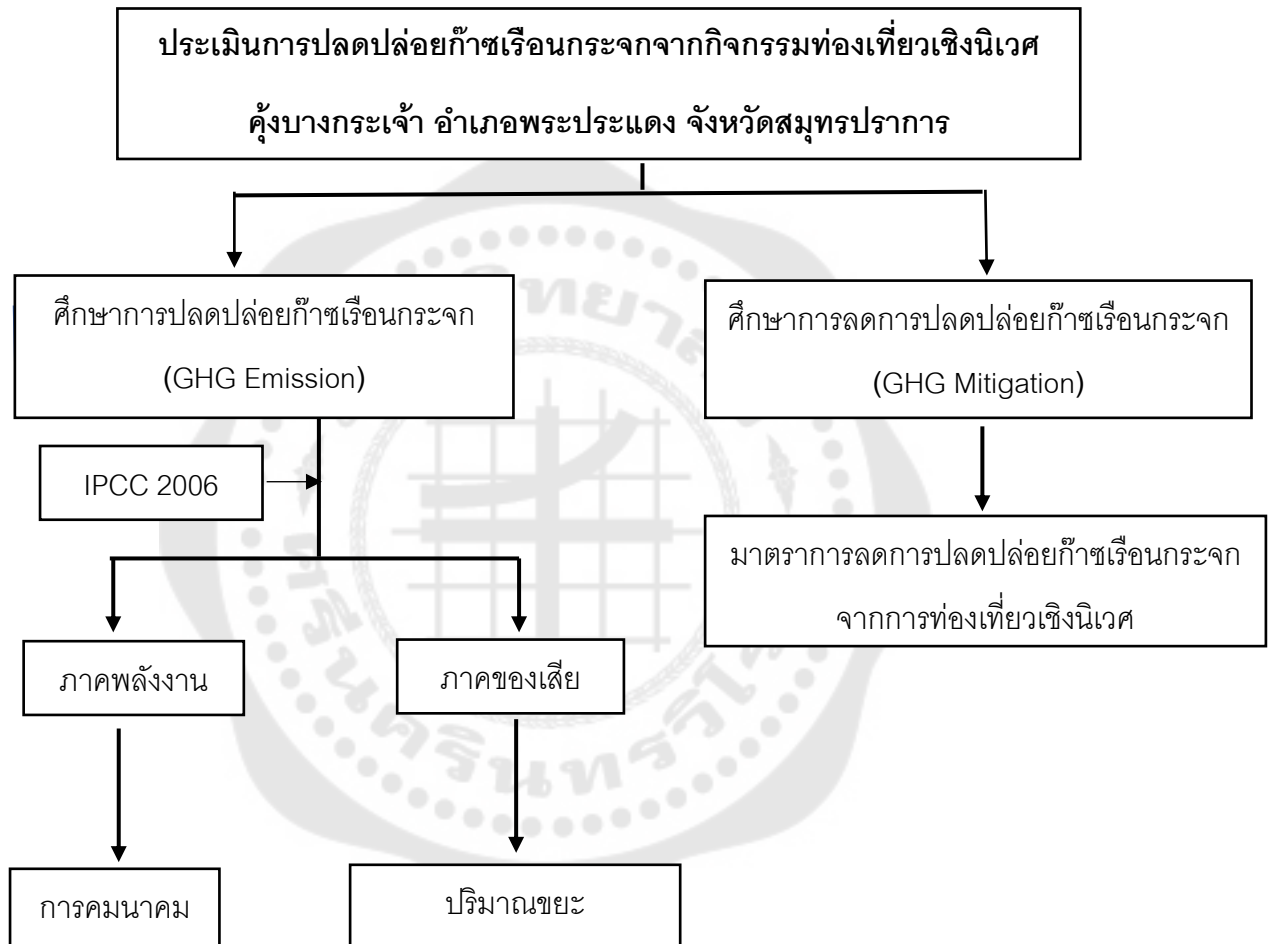 ประเมินการปลดปล่อยก๊าซเรือนกระจกจากกิจกรรมท่องเที่ยวเชิงนิเวศ
คุ้งบางกระเจ้า อำเภอพระประแดง จังหวัดสมุทรปราการ
ศึกษาการปลดปล่อยก๊าซเรือนกระจก
(GHG Emission)
ศึกษาการลดการปลดปล่อยก๊าซเรือนกระจก
(GHG Mitigation)
IPCC 2006
มาตราการลดการปลดปล่อยก๊าซเรือนกระจก
จากการท่องเที่ยวเชิงนิเวศ
ภาคพลังงาน
ภาคของเสีย
การคมนาคม
ปริมาณขยะ
ทรีนครินทรวิโ